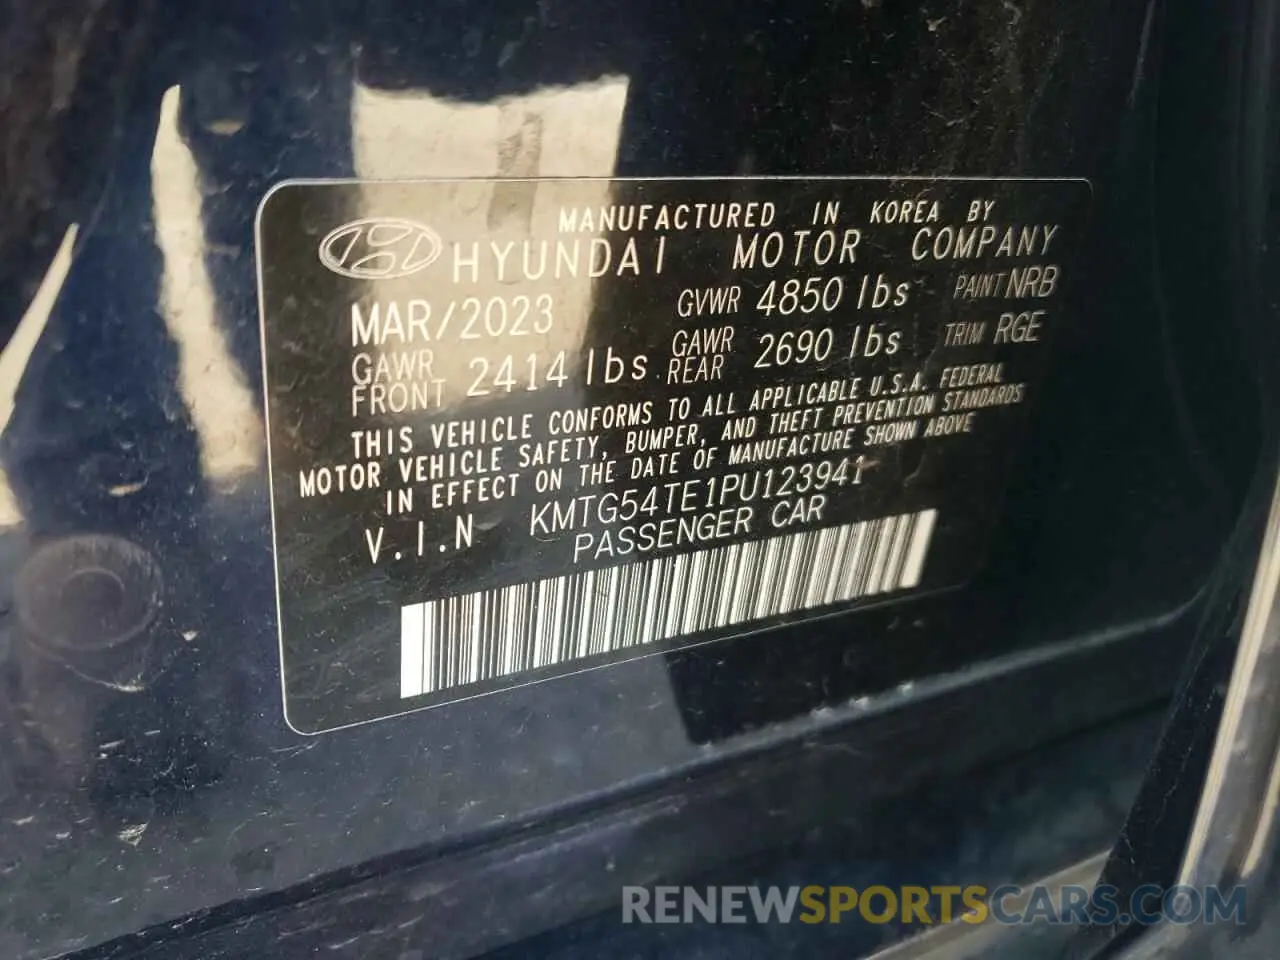 MANUFACTURED IN KOREA BY
HYUNDAI MOTOR COMPANY
MAR/2023 GVWR 4850 lbs PAINT NRB
GAWR FRONT 2414 lbs GAWR REAR 2690 lbs TRIM RGE
THIS VEHICLE CONFORMS TO ALL APPLICABLE U.S.A. FEDERAL
MOTOR VEHICLE SAFETY, BUMPER, AND THEFT PREVENTION STANDARDS
IN EFFECT ON THE DATE OF MANUFACTURE SHOWN ABOVE
V.I.N KMTG54TE1PU123941
PASSENGER CAR
RENEWSPORTSCARS.COM